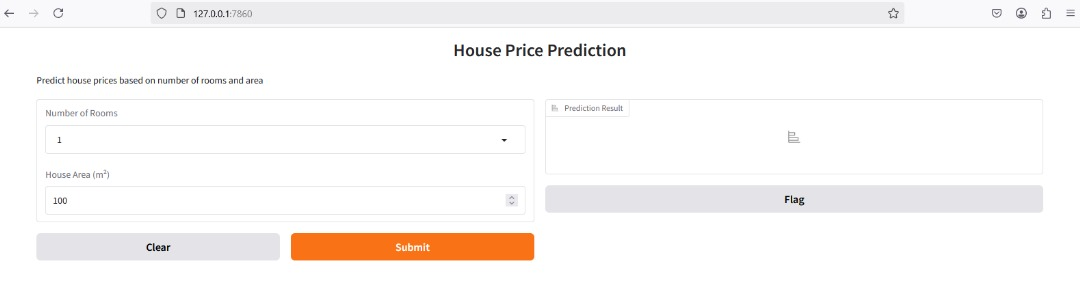 127.0.0.1:7860
House Price Prediction
Predict house prices based on number of rooms and area
Number of Rooms
1
House Area (m²)
100
Clear
Submit
Prediction Result
Flag